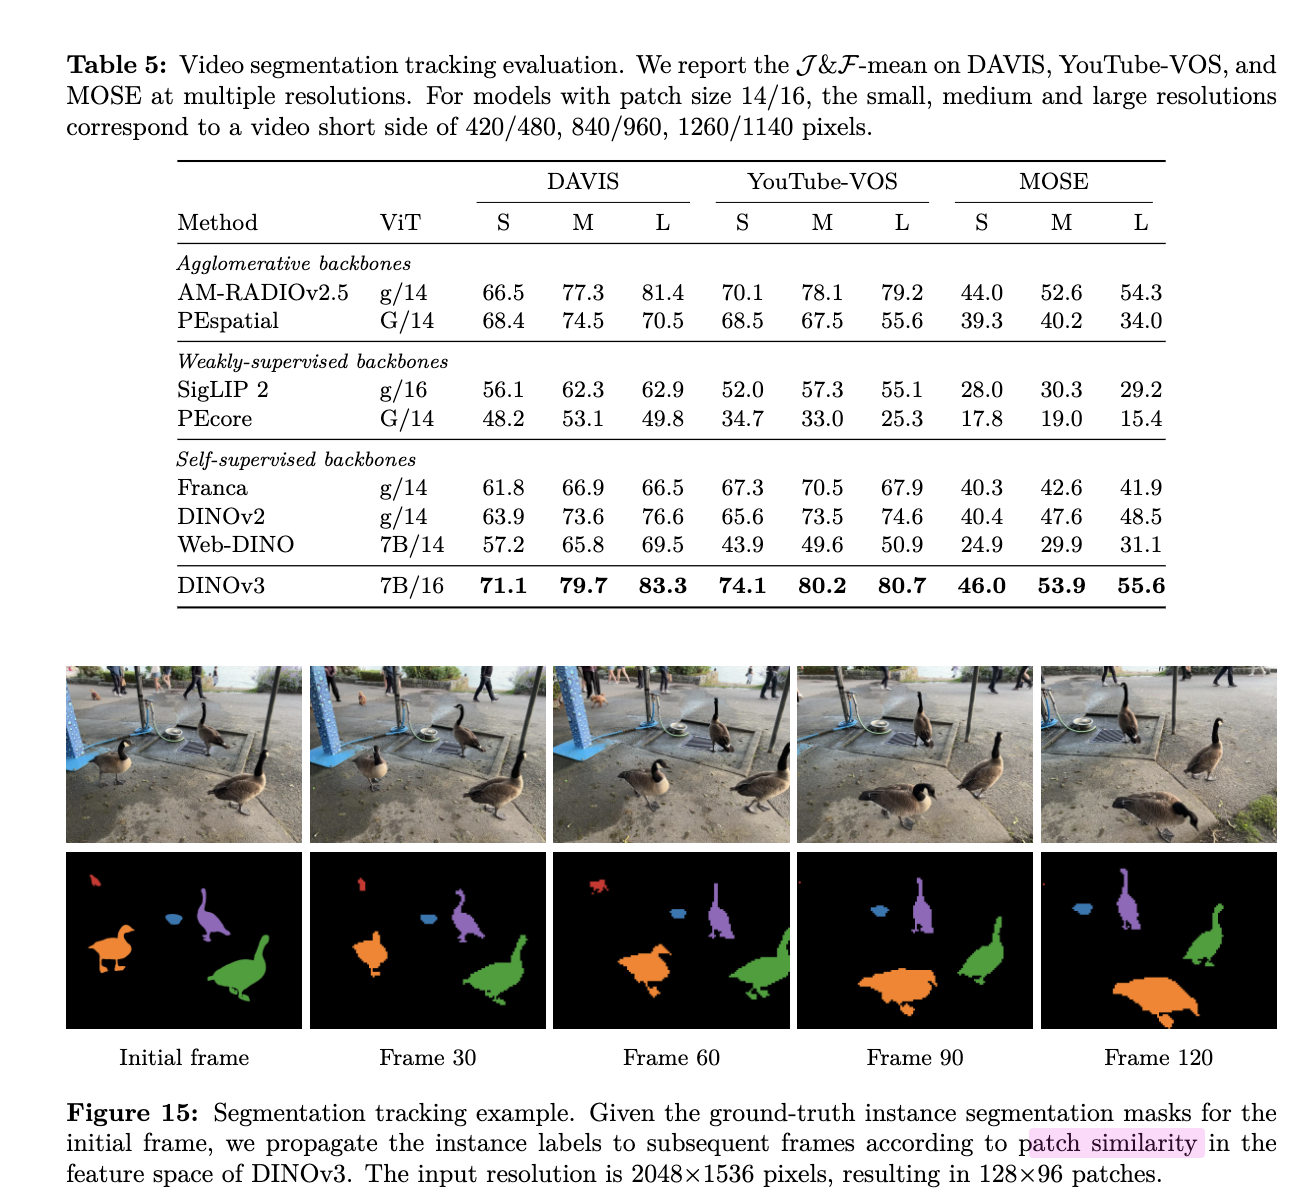 Table 5: Video segmentation tracking evaluation. We report the 𝒥&ℱ-mean on DAVIS, YouTube-VOS, and
MOSE at multiple resolutions. For models with patch size 14/16, the small, medium and large resolutions
correspond to a video short side of 420/480, 840/960, 1260/1140 pixels.
DAVIS YouTube-VOS MOSE
Method ViT S M L S M L S M L
Agglomerative backbones
AM-RADIOv2.5 g/14 66.5 77.3 81.4 70.1 78.1 79.2 44.0 52.6 54.3
PEspatial G/14 68.4 74.5 70.5 68.5 67.5 55.6 39.3 40.2 34.0
Weakly-supervised backbones
SigLIP 2 g/16 56.1 62.3 62.9 52.0 57.3 55.1 28.0 30.3 29.2
PEcore G/14 48.2 53.1 49.8 34.7 33.0 25.3 17.8 19.0 15.4
Self-supervised backbones
Franca g/14 61.8 66.9 66.5 67.3 70.5 67.9 40.3 42.6 41.9
DINOv2 g/14 63.9 73.6 76.6 65.6 73.5 74.6 40.4 47.6 48.5
Web-DINO 7B/14 57.2 65.8 69.5 43.9 49.6 50.9 24.9 29.9 31.1
DINOv3 7B/16 71.1 79.7 83.3 74.1 80.2 80.7 46.0 53.9 55.6
Initial frame Frame 30 Frame 60 Frame 90 Frame 120
Figure 15: Segmentation tracking example. Given the ground-truth instance segmentation masks for the
initial frame, we propagate the instance labels to subsequent frames according to patch similarity in the
feature space of DINOv3. The input resolution is 2048×1536 pixels, resulting in 128×96 patches.